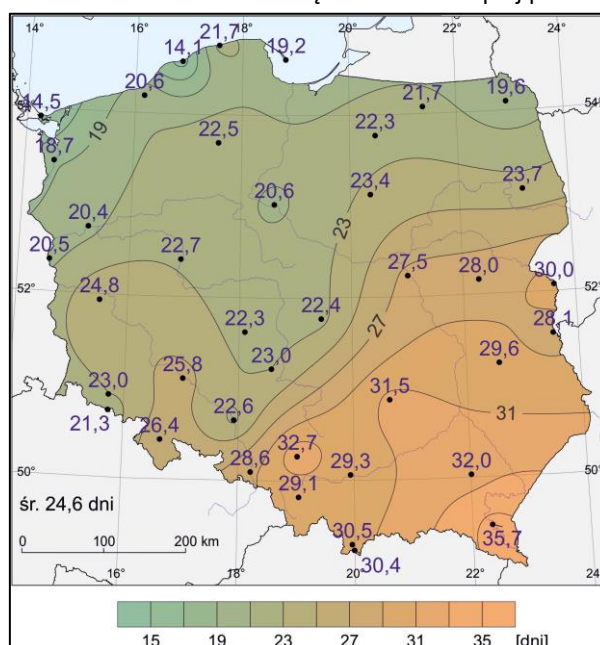 14° 16° 18° 20° 22° 24°
21,7
14,1 19,2
20,6 21,7 19,6
54° 14,5 54°
19 22,5 22,3
18,7
23,4 23,7
20,6
20,4 23
20,5 22,7
27,5 28,0 30,0
52° 24,8 52°
22,3 22,4 27 28,1
29,6
25,8 23,0
23,0 31,5
21,3 22,6 31
26,4
32,7
50° 28,6 29,3 32,0 50°
29,1
śr. 24,6 dni
30,5 35,7
0 100 200 km
30,4
16° 18° 20° 22° 24°
15 19 23 27 31 35 [dni]